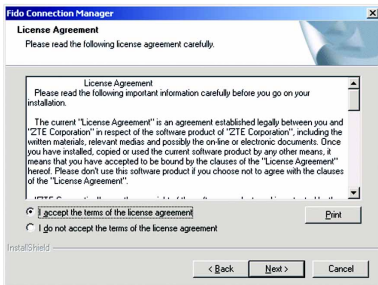 Fido Connection Manager
License Agreement
Please read the following license agreement carefully.
License Agreement
Please read the following important information carefully before you go on your
installation.
The current "License Agreement" is an agreement established legally between you and
"ZTE Corporation" in respect of the software product of "ZTE Corporation", including the
written materials, relevant medias and possibly the on-line or electronic documents. Once
you have installed, copied or used the current software product by any other means, it
means that you have accepted to be bound by the clauses of the "License Agreement"
hereof. Please don't use this software product if you choose not to agree with the clauses
of the "License Agreement".
I accept the terms of the license agreement
Print
I do not accept the terms of the license agreement
InstallShield
< Back
Next >
Cancel